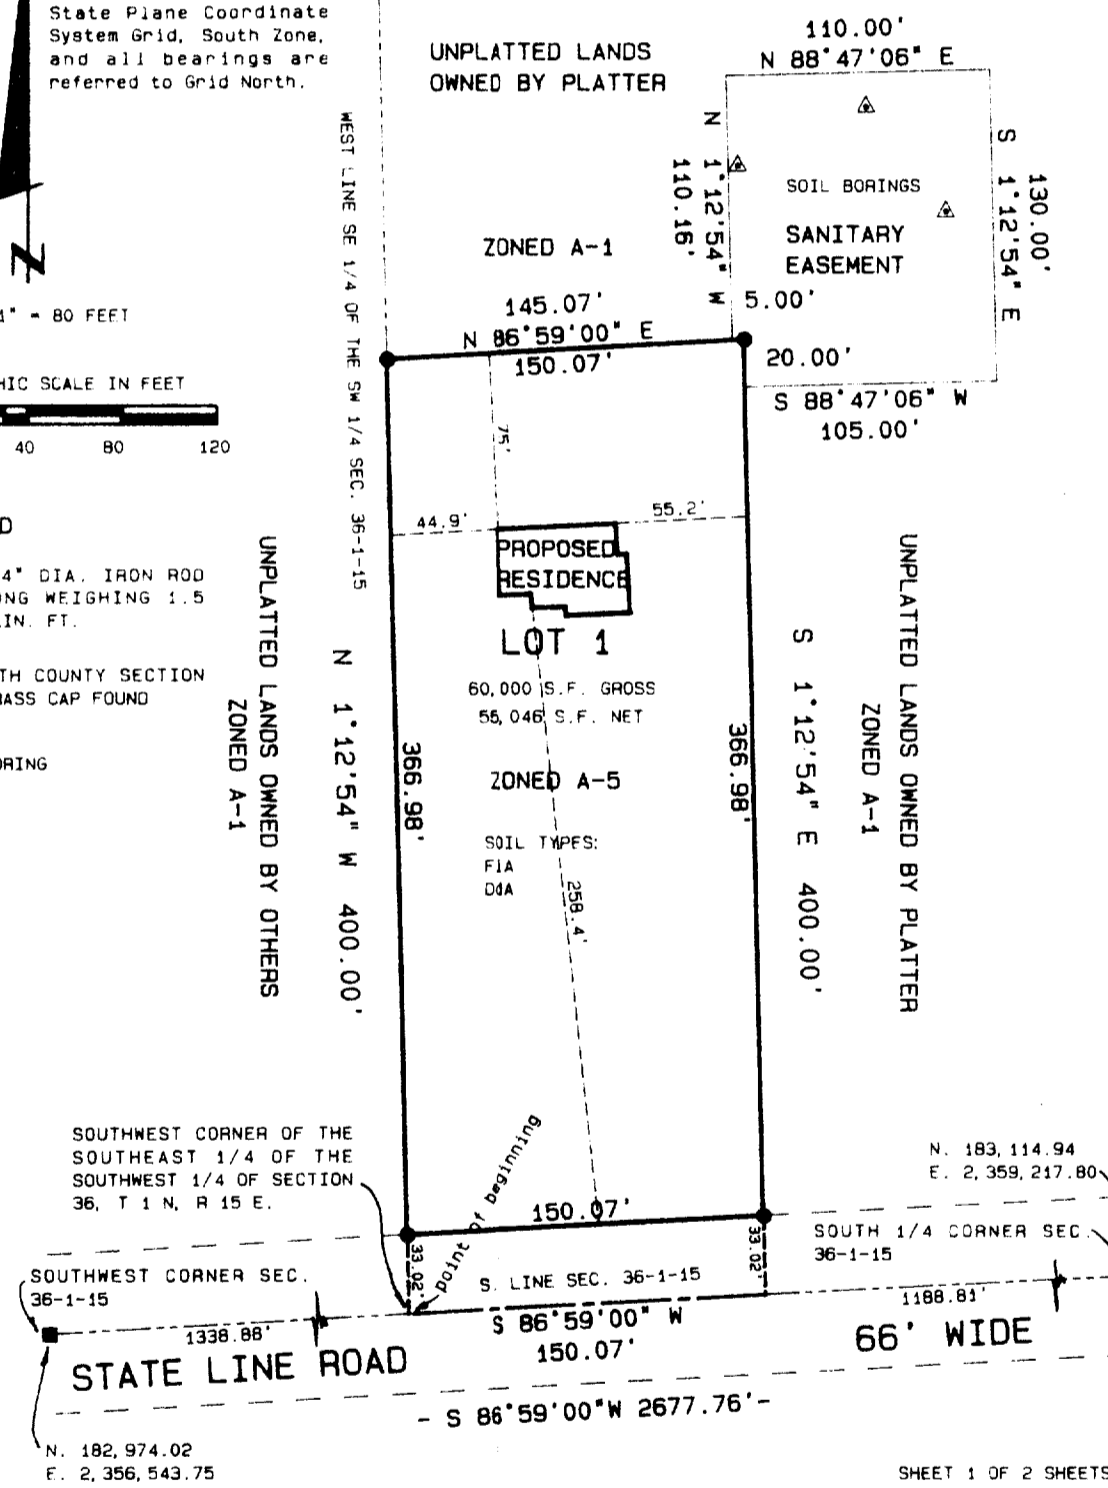 State Plane Coordinate
System Grid, South Zone,
and all bearings are
referred to Grid North.
UNPLATTED LANDS
OWNED BY PLATTER
110.00'
N 88°47'06" E
N 1°12'54" W
110.16'
S 1°12'54" E
130.00'
SOIL BORINGS
SANITARY
EASEMENT
5.00'
20.00'
S 88°47'06" W
105.00'
N
1" = 80 FEET
HIC SCALE IN FEET
40 80 120
WEST LINE SE 1/4 OF THE SW 1/4 SEC. 36-1-15
ZONED A-1
145.07'
N 86°59'00" E
150.07'
75'
44.9'
55.2'
PROPOSED
RESIDENCE
LOT 1
60,000 S.F. GROSS
55,046 S.F. NET
ZONED A-5
SOIL TYPES:
FIA
DdA
258.4'
D
4" DIA. IRON ROD
NG WEIGHING 1.5
IN. FT.
TH COUNTY SECTION
ASS CAP FOUND
ORING
UNPLATTED LANDS OWNED BY OTHERS
ZONED A-1
N 1°12'54" W 400.00'
366.98'
366.98'
S 1°12'54" E 400.00'
UNPLATTED LANDS OWNED BY PLATTER
ZONED A-1
SOUTHWEST CORNER OF THE
SOUTHEAST 1/4 OF THE
SOUTHWEST 1/4 OF SECTION
36, T 1 N, R 15 E.
Point of beginning
150.07'
33.02'
33.02'
N. 183,114.94
E. 2,359,217.80
SOUTH 1/4 CORNER SEC.
36-1-15
SOUTHWEST CORNER SEC.
36-1-15
S. LINE SEC. 36-1-15
1338.88'
S 86°59'00" W
150.07'
1188.81'
STATE LINE ROAD
66' WIDE
- S 86°59'00"W 2677.76'-
N. 182,974.02
E. 2,356,543.75
SHEET 1 OF 2 SHEETS